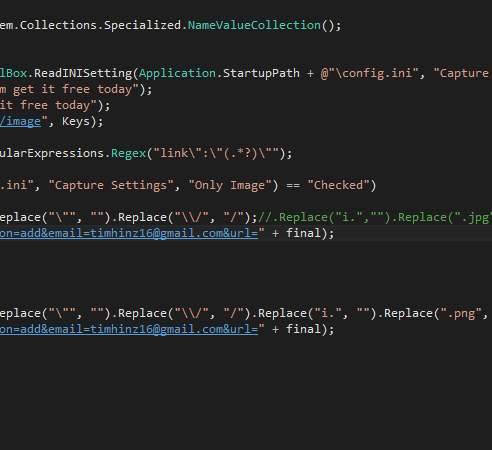 em.Collections.Specialized.NameValueCollection();
lBox.ReadINISetting(Application.StartupPath + @"\config.ini", "Capture
m get it free today");
it free today");
/image", Keys);
ularExpressions.Regex("link\":\"(.*?)\"");
.ini", "Capture Settings", "Only Image") == "Checked")
eplace("\"", "").Replace("\\/", "/");//.Replace("i.","").Replace(".jpg"
on=add&email=timhinz16@gmail.com&url=" + final);
eplace("\"", "").Replace("\\/", "/").Replace("i.", "").Replace(".png",
on=add&email=timhinz16@gmail.com&url=" + final);